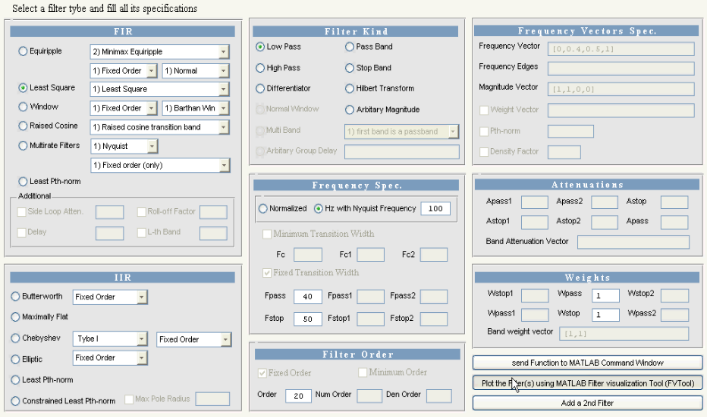 Select a filter tybe and fill all its specifications
FIR
Equiripple
2) Minimax Equiripple
1) Fixed Order
1) Normal
Least Square
1) Least Square
Window
1) Fixed Order
1) Barthan Win
Raised Cosine
1) Raised cosine transition band
Multirate Filters
1) Nyquist
1) Fixed order (only)
Least Pth-norm
Additional
Side Loop Atten.
Roll-off Factor
Delay
L-th Band
IIR
Butterworth
Fixed Order
Maximally Flat
Chebyshev
Tybe I
Fixed Order
Elliptic
Fixed Order
Least Pth-norm
Constrained Least Pth-norm
Max Pole Radius
Filter Kind
Low Pass
Pass Band
High Pass
Stop Band
Differentiator
Hilbert Transform
Normal Window
Arbitary Magnitude
Multi Band
1) first band is a passband
Arbitary Group Delay
Frequency Spec.
Normalized
Hz with Nyquist Frequency
100
Minimum Transition Width
Fc
Fc1
Fc2
Fixed Transition Width
Fpass
40
Fpass1
Fpass2
Fstop
50
Fstop1
Fstop2
Filter Order
Fixed Order
Minimum Order
Order
20
Num Order
Den Order
Frequency Vectors Spec.
Frequency Vector
[0,0.4,0.5,1]
Frequency Edges
Magnitude Vector
[1,1,0,0]
Weight Vector
Pth-norm
Density Factor
Attenuations
Apass1
Apass2
Astop
Astop1
Astop2
Apass
Band Attenuation Vector
Weights
Wstop1
Wpass
1
Wstop2
Wpass1
Wstop
1
Wpass2
Band weight vector
[1,1]
send Function to MATLAB Command Window
Plot the filter(s) using MATLAB Filter visualization Tool (FVTool)
Add a 2nd Filter